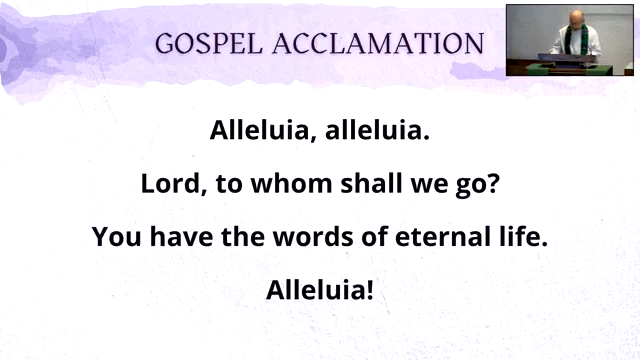 GOSPEL ACCLAMATION
Alleluia, alleluia.
Lord, to whom shall we go?
You have the words of eternal life.
Alleluia!